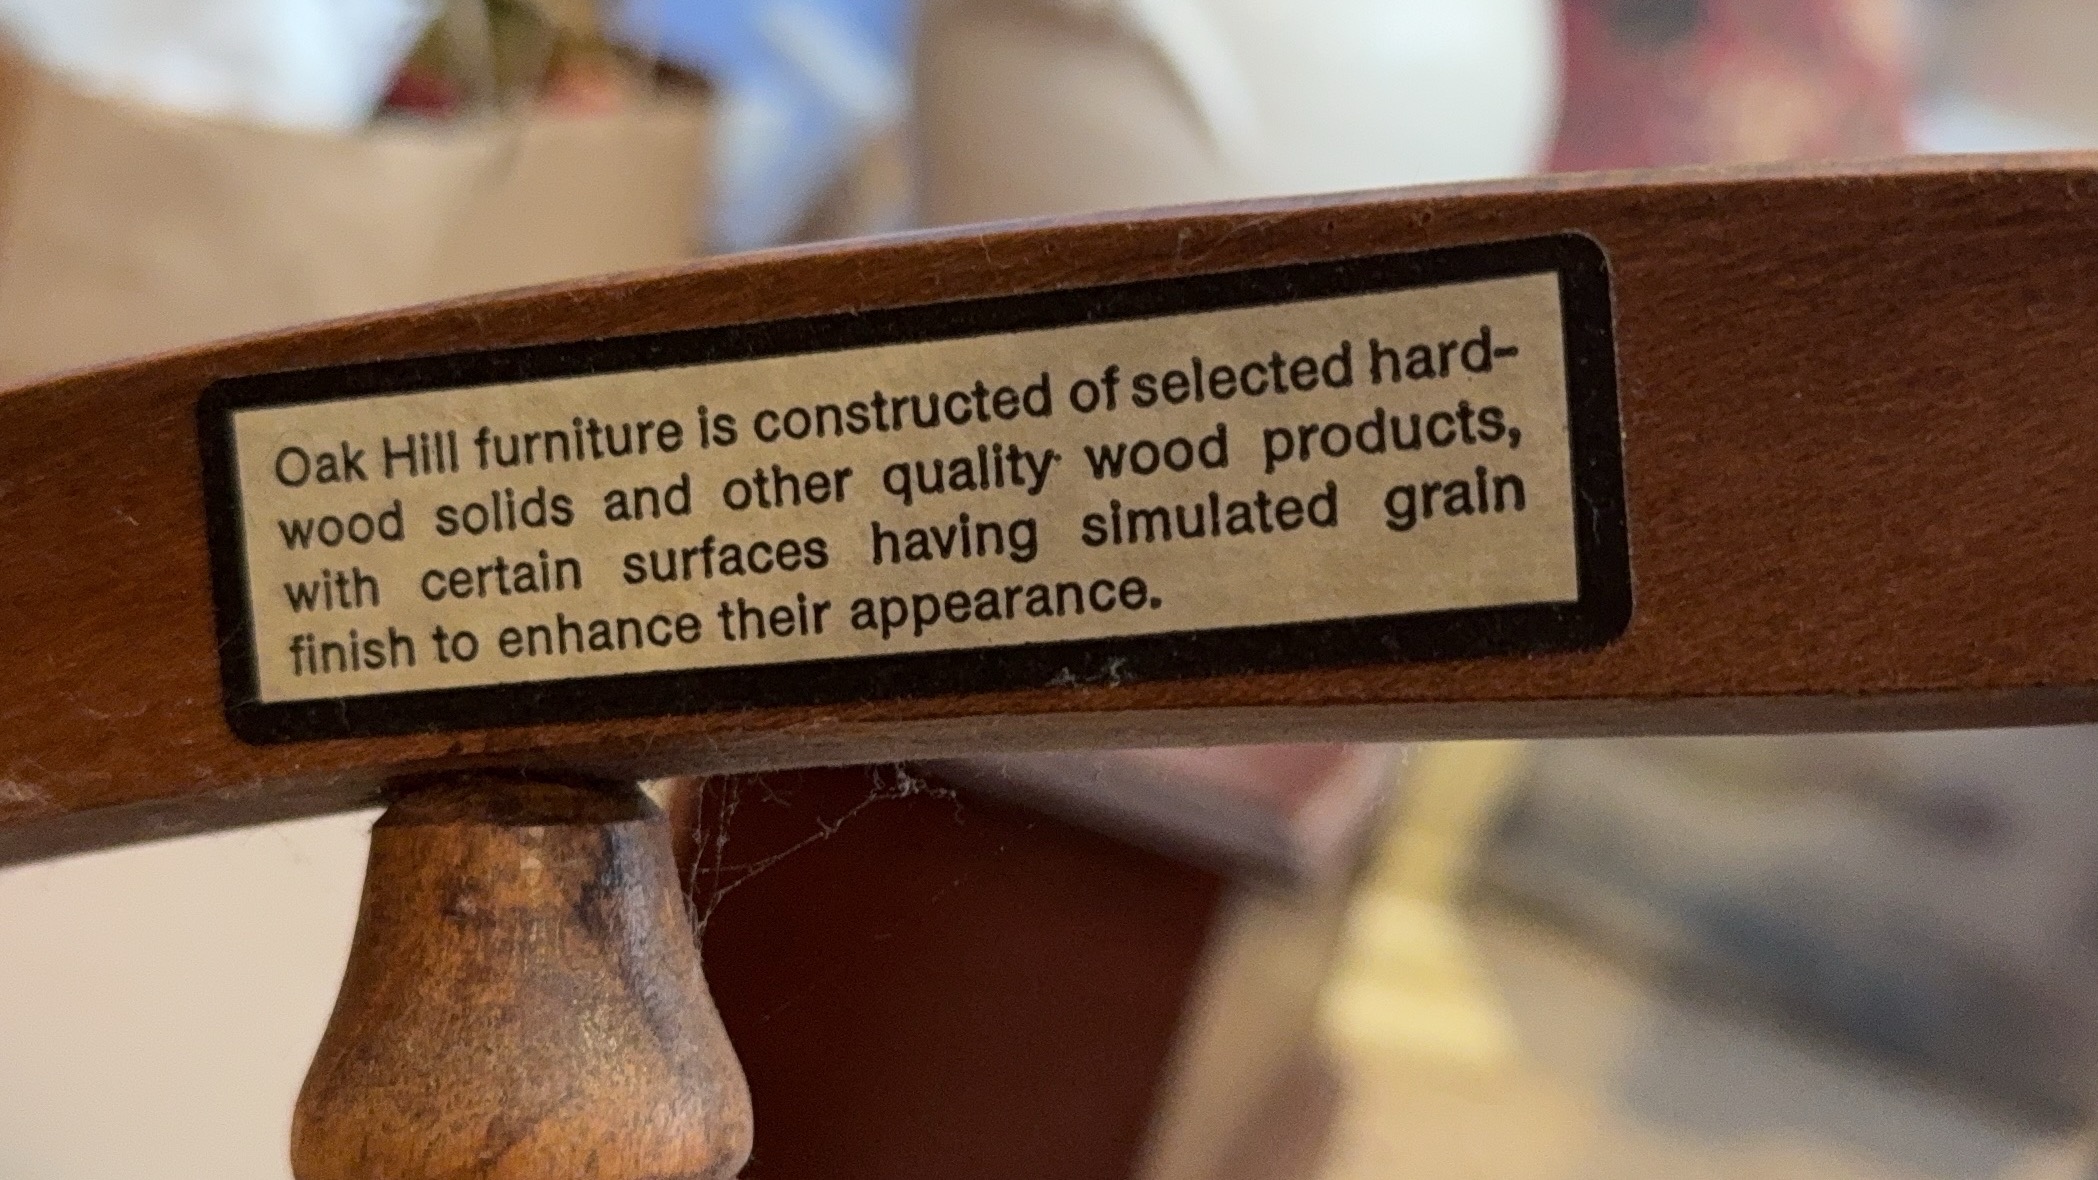 Oak Hill furniture is constructed of selected hard-
wood solids and other quality wood products,
with certain surfaces having simulated grain
finish to enhance their appearance.